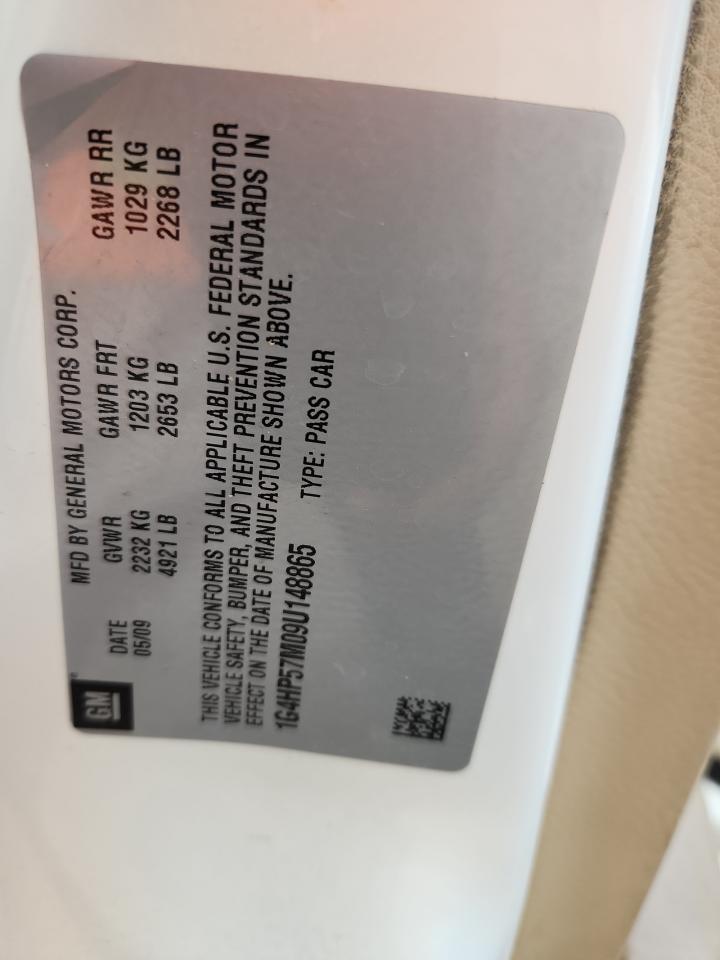 GM
MFD BY GENERAL MOTORS CORP.
DATE GVWR GAWR FRT GAWR RR
05/09 2232 KG 1203 KG 1029 KG
4921 LB 2653 LB 2268 LB
THIS VEHICLE CONFORMS TO ALL APPLICABLE U.S. FEDERAL MOTOR
VEHICLE SAFETY, BUMPER, AND THEFT PREVENTION STANDARDS IN
EFFECT ON THE DATE OF MANUFACTURE SHOWN ABOVE.
1G4HP57M09U148865 TYPE: PASS CAR